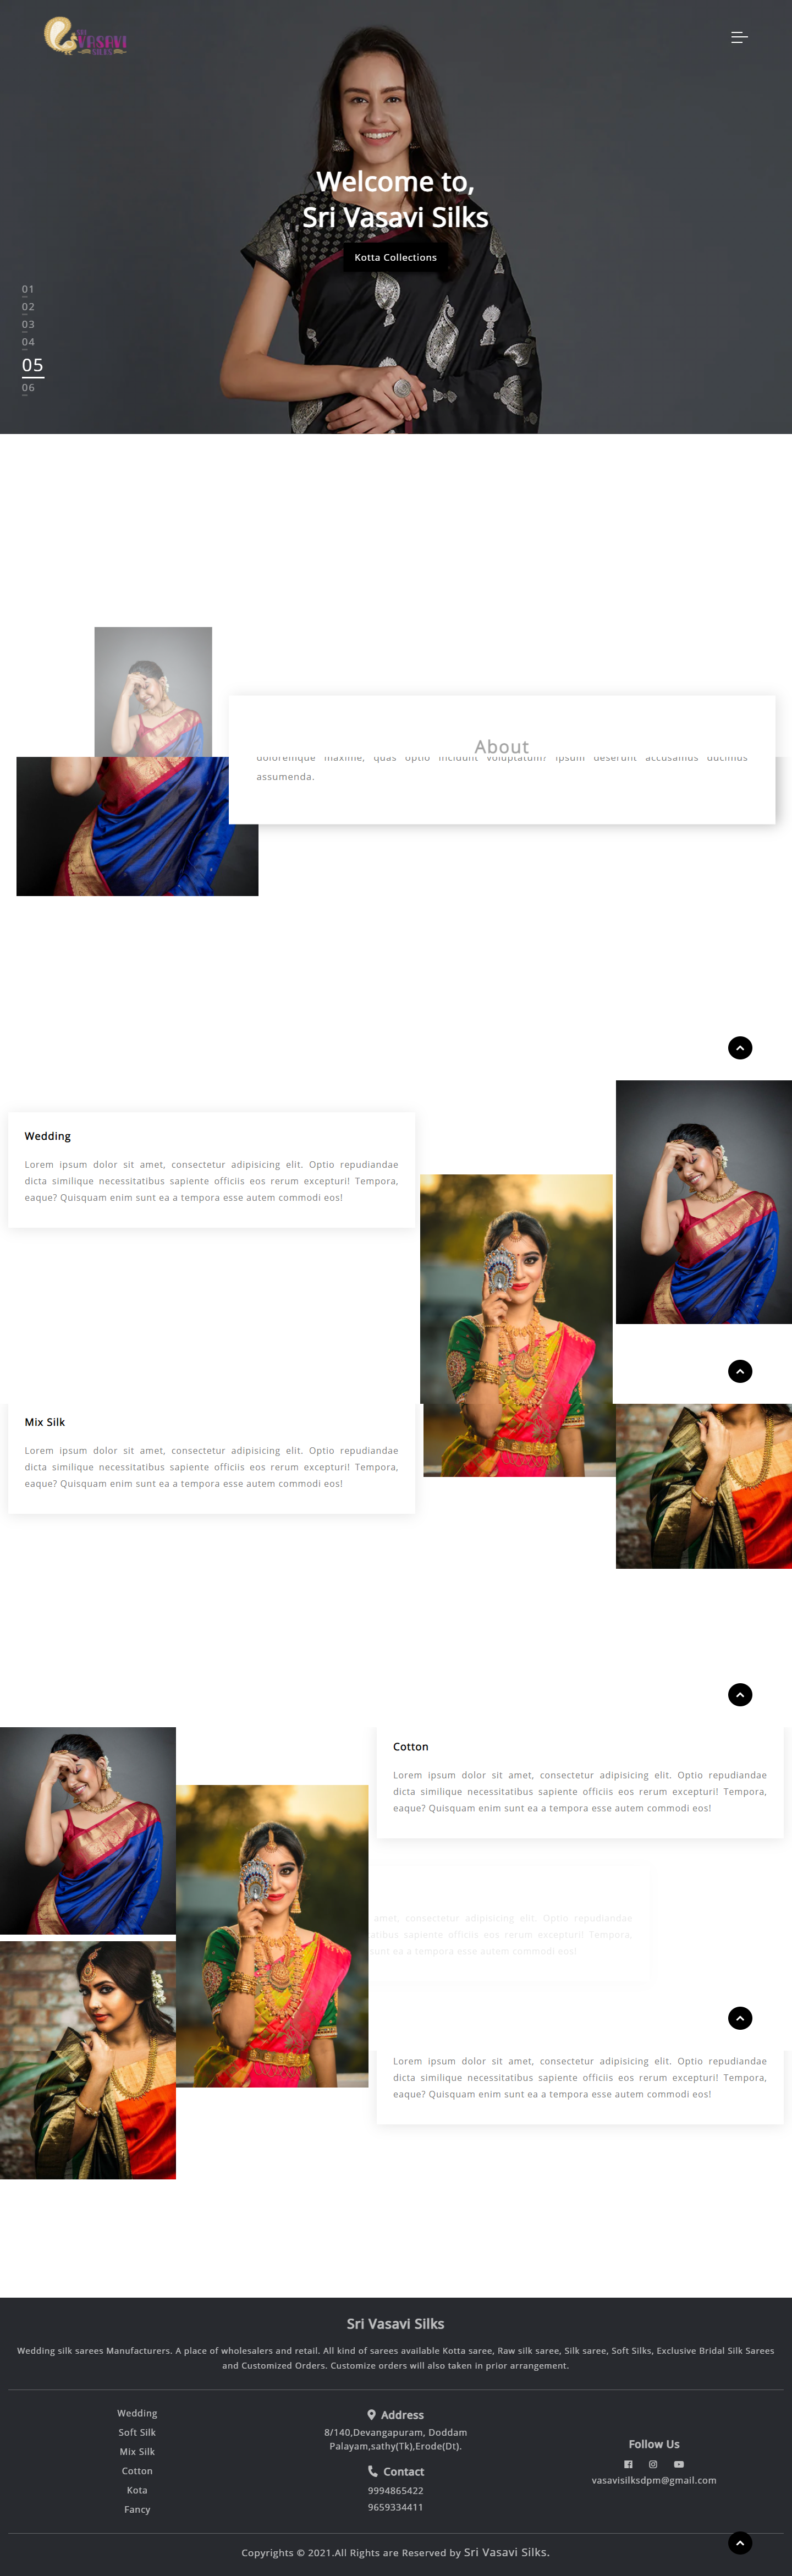 SRI
VASAVI
SILKS
Welcome to,
Sri Vasavi Silks
Kotta Collections
01
02
03
04
05
06
About
doloremque maxime, quas optio incidunt voluptatum? Ipsum deserunt accusamus ducimus
assumenda.
Wedding
Lorem ipsum dolor sit amet, consectetur adipisicing elit. Optio repudiandae
dicta similique necessitatibus sapiente officiis eos rerum excepturi! Tempora,
eaque? Quisquam enim sunt ea a tempora esse autem commodi eos!
Mix Silk
Lorem ipsum dolor sit amet, consectetur adipisicing elit. Optio repudiandae
dicta similique necessitatibus sapiente officiis eos rerum excepturi! Tempora,
eaque? Quisquam enim sunt ea a tempora esse autem commodi eos!
Cotton
Lorem ipsum dolor sit amet, consectetur adipisicing elit. Optio repudiandae
dicta similique necessitatibus sapiente officiis eos rerum excepturi! Tempora,
eaque? Quisquam enim sunt ea a tempora esse autem commodi eos!
amet, consectetur adipisicing elit. Optio repudiandae
sapiente officiis eos rerum excepturi! Tempora,
sunt ea a tempora esse autem commodi eos!
Lorem ipsum dolor sit amet, consectetur adipisicing elit. Optio repudiandae
dicta similique necessitatibus sapiente officiis eos rerum excepturi! Tempora,
eaque? Quisquam enim sunt ea a tempora esse autem commodi eos!
Sri Vasavi Silks
Wedding silk sarees Manufacturers. A place of wholesalers and retail. All kind of sarees available Kotta saree, Raw silk saree, Silk saree, Soft Silks, Exclusive Bridal Silk Sarees
and Customized Orders. Customize orders will also taken in prior arrangement.
Wedding
Soft Silk
Mix Silk
Cotton
Kota
Fancy
Address
8/140,Devangapuram, Doddam
Palayam,sathy(Tk),Erode(Dt).
Contact
9994865422
9659334411
Follow Us
vasavisilksdpm@gmail.com
Copyrights © 2021.All Rights are Reserved by Sri Vasavi Silks.